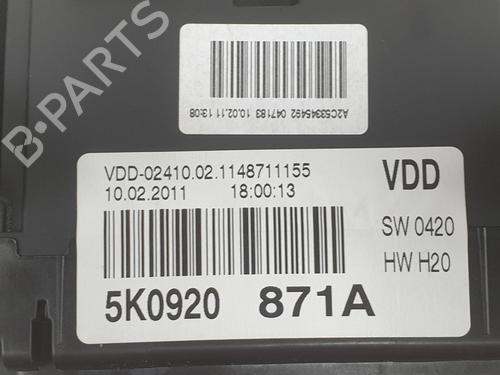 A2C53345492 047183 10.02.11 13:08
VDD-02410.02.1148711155
10.02.2011 18:00:13
VDD
SW 0420
HW H20
5K0920 871A
B-PARTS